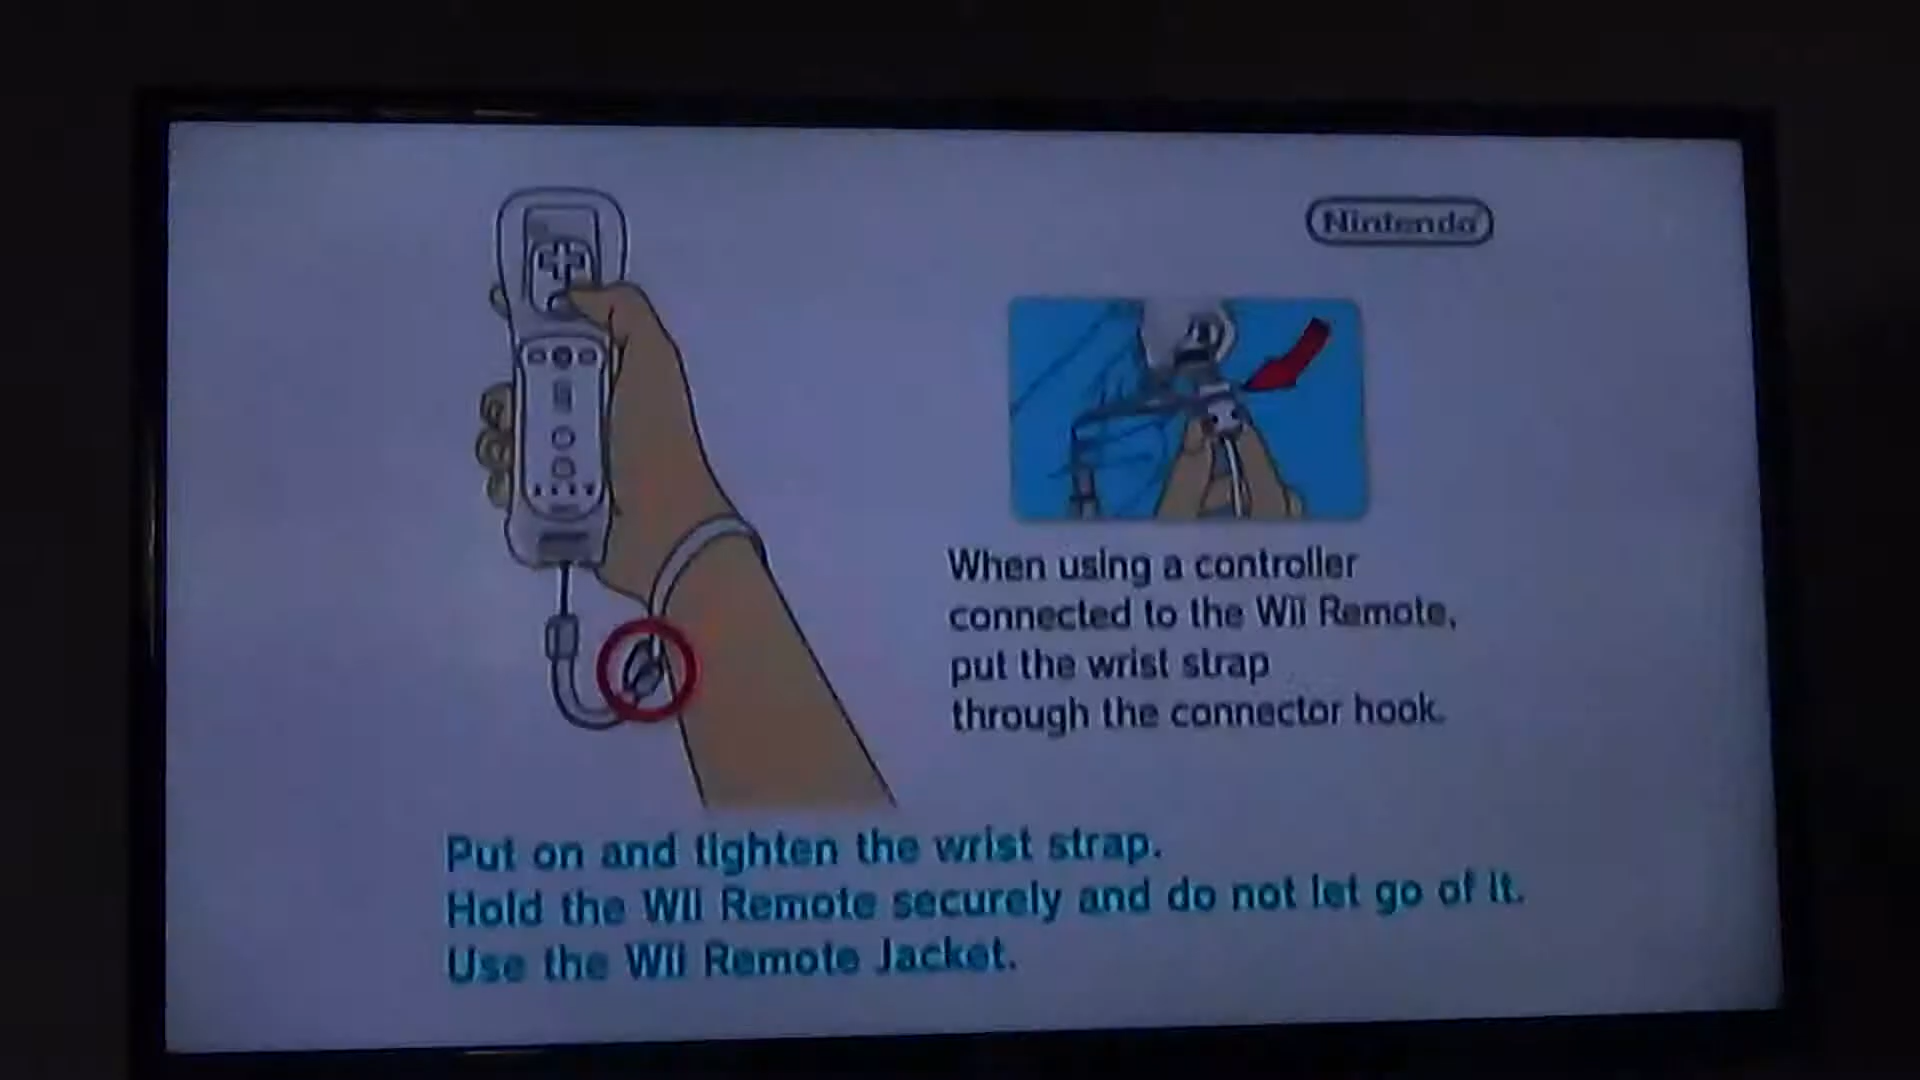 Nintendo
When using a controller
connected to the Wii Remote,
put the wrist strap
through the connector hook.
Put on and tighten the wrist strap.
Hold the Wii Remote securely and do not let go of it.
Use the Wii Remote Jacket.